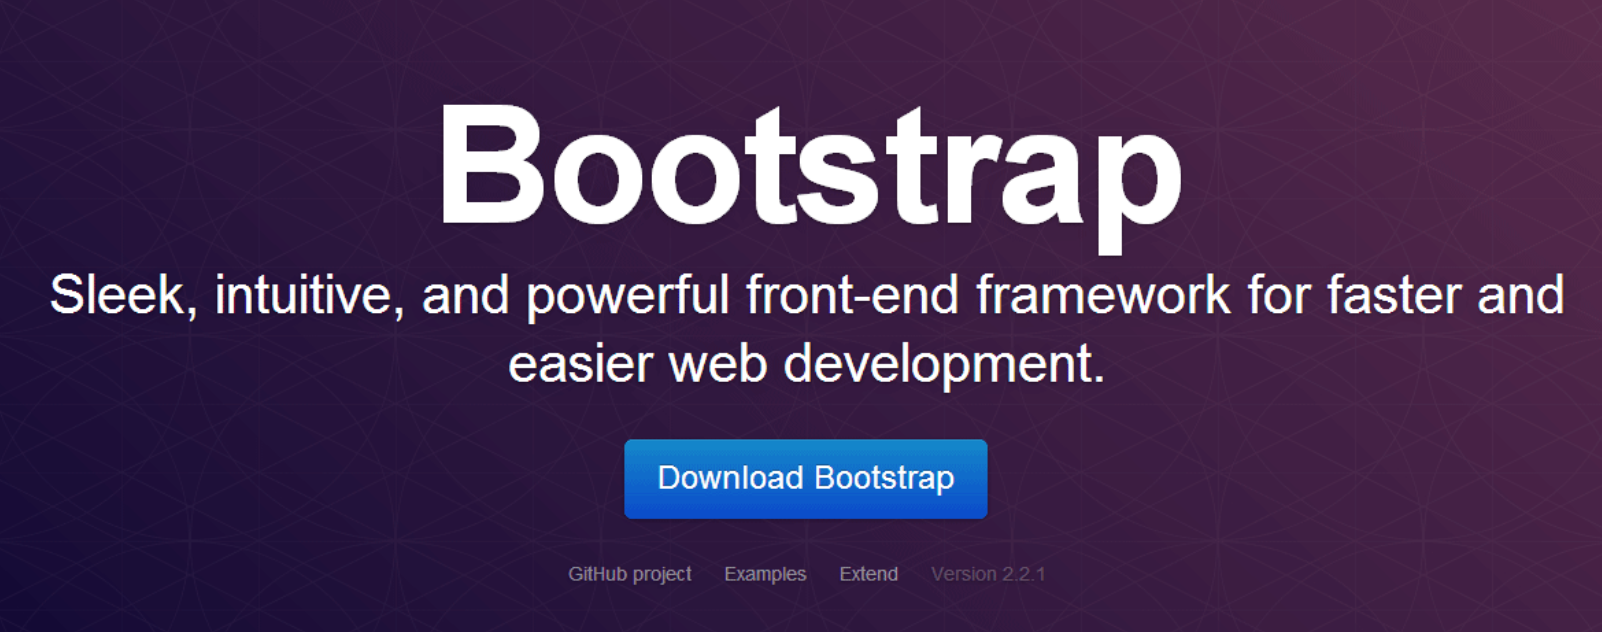 Bootstrap
Sleek, intuitive, and powerful front-end framework for faster and
easier web development.
Download Bootstrap
GitHub project Examples Extend Version 2.2.1